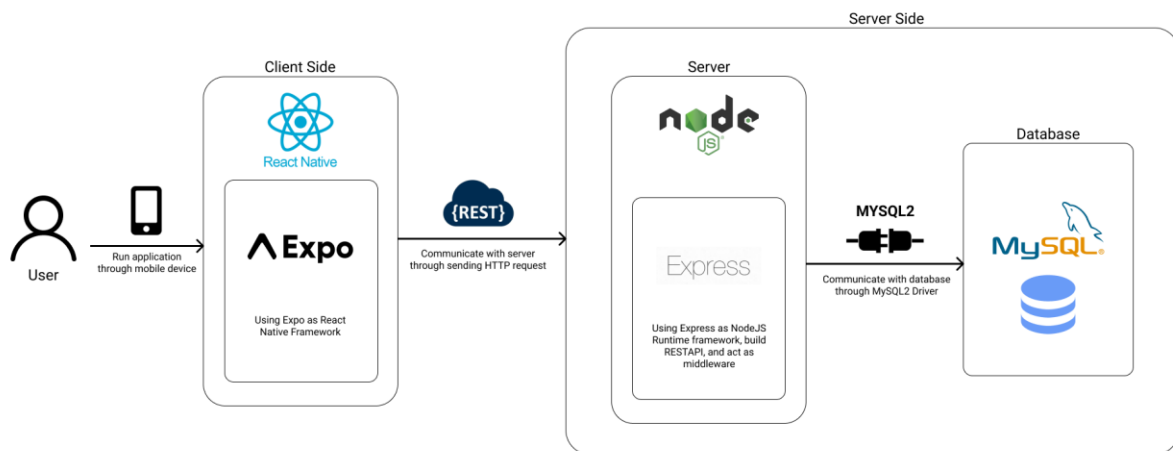 Server Side
Client Side
Server
node
JS
React Native
Database
{REST}
MYSQL2
Expo
MySQL
Express
User
Run application
through mobile device
Communicate with server
through sending HTTP request
Communicate with database
through MySQL2 Driver
Using Expo as React
Native Framework
Using Express as NodeJS
Runtime framework, build
RESTAPI, and act as
middleware